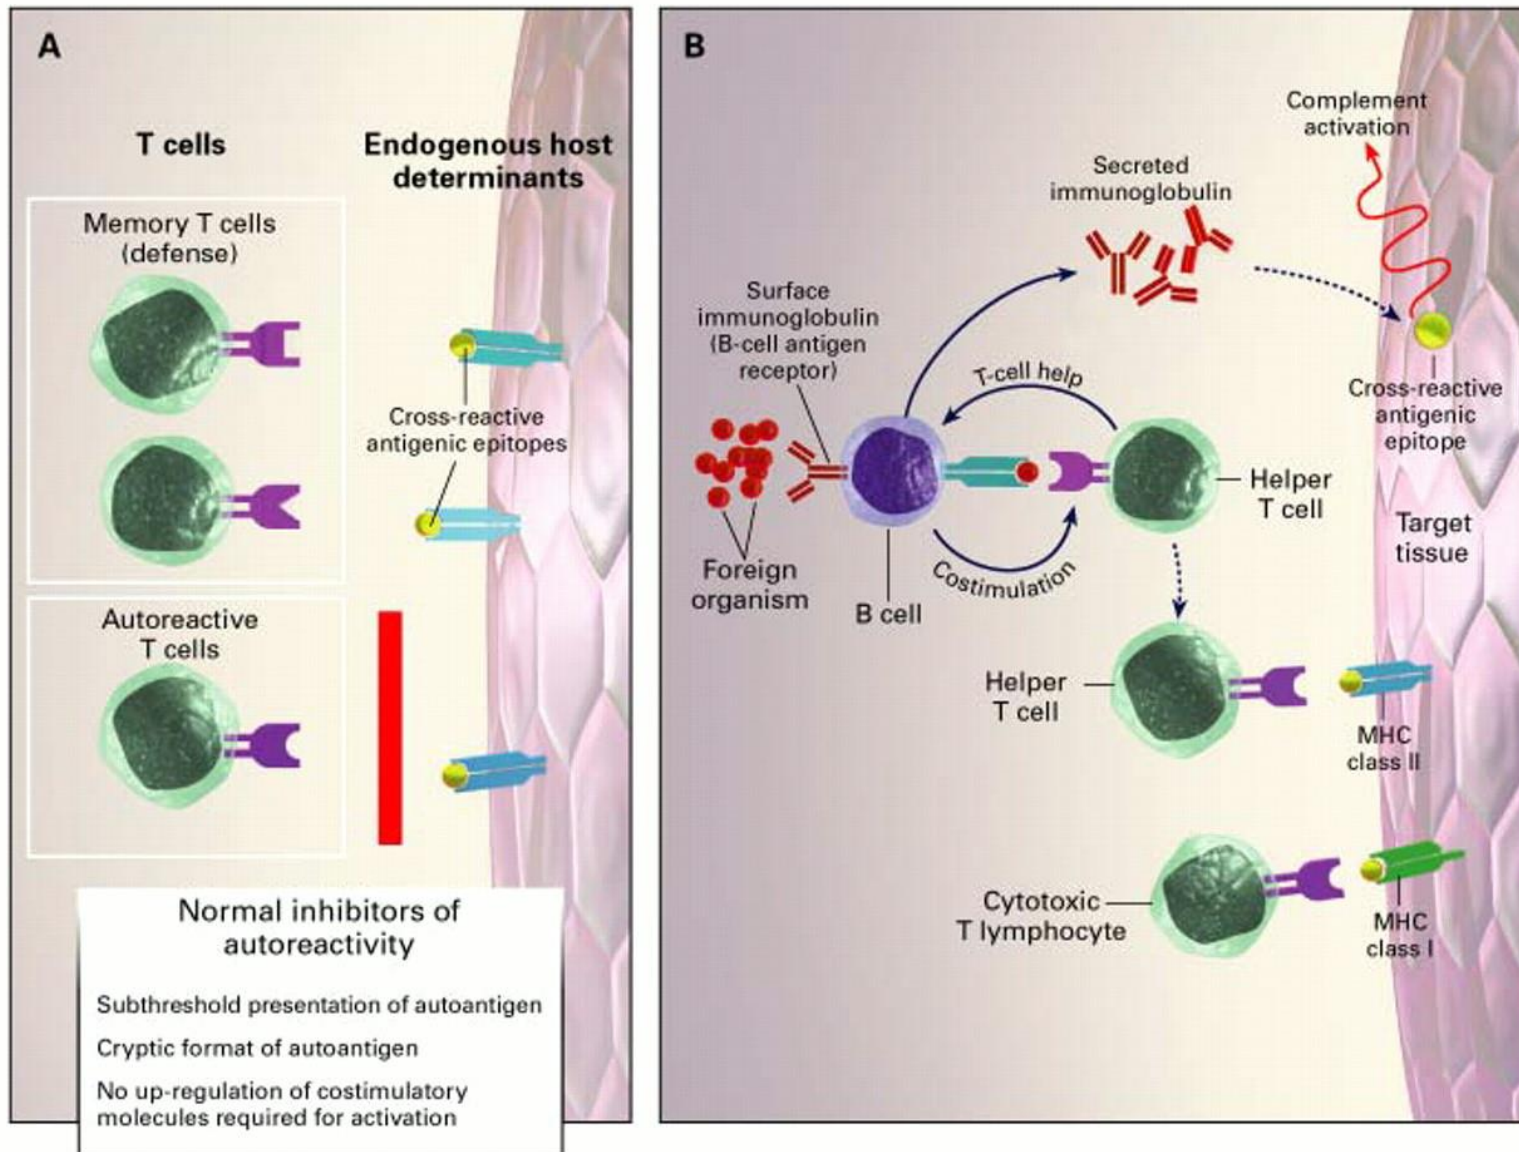 A
T cells
Endogenous host
determinants
Memory T cells
(defense)
Cross-reactive
antigenic epitopes
Autoreactive
T cells
Normal inhibitors of
autoreactivity
Subthreshold presentation of autoantigen
Cryptic format of autoantigen
No up-regulation of costimulatory
molecules required for activation
B
Complement
activation
Secreted
immunoglobulin
Surface
immunoglobulin
(B-cell antigen
receptor)
T-cell help
Cross-reactive
antigenic
epitope
Helper
T cell
Target
tissue
Foreign
organism
B cell
Costimulation
Helper
T cell
MHC
class II
Cytotoxic
T lymphocyte
MHC
class I